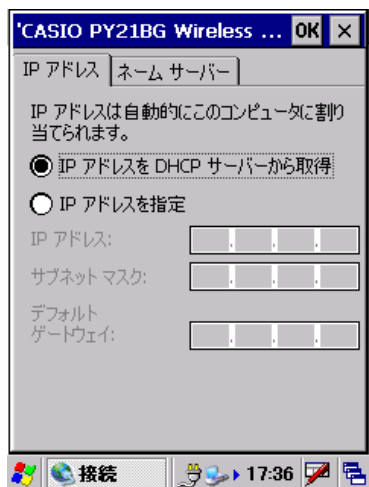 'CASIO PY21BG Wireless ... OK ×
IP アドレス ネーム サーバー
IP アドレスは自動的にこのコンピュータに割り
当てられます。
IP アドレスを DHCP サーバーから取得
IP アドレスを指定
IP アドレス:
サブネット マスク:
デフォルト
ゲートウェイ:
接続 17:36